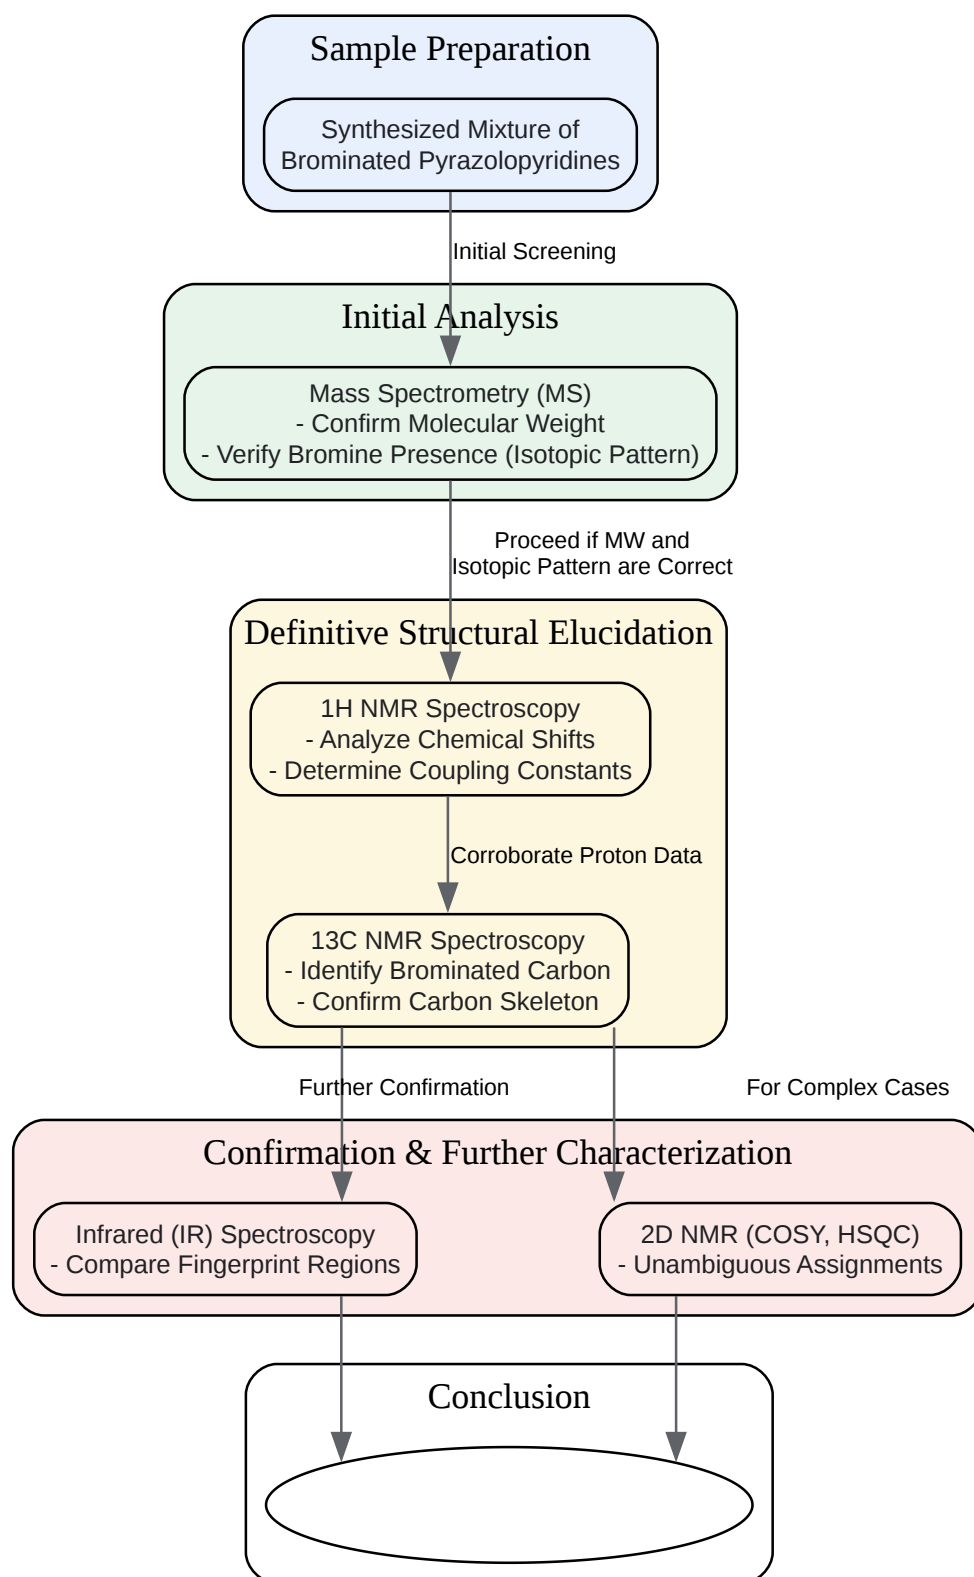 Sample Preparation
Synthesized Mixture of
Brominated Pyrazolopyridines
Initial Screening
Initial Analysis
Mass Spectrometry (MS)
- Confirm Molecular Weight
- Verify Bromine Presence (Isotopic Pattern)
Proceed if MW and
Isotopic Pattern are Correct
Definitive Structural Elucidation
1H NMR Spectroscopy
- Analyze Chemical Shifts
- Determine Coupling Constants
Corroborate Proton Data
13C NMR Spectroscopy
- Identify Brominated Carbon
- Confirm Carbon Skeleton
Further Confirmation
For Complex Cases
Confirmation & Further Characterization
Infrared (IR) Spectroscopy
- Compare Fingerprint Regions
2D NMR (COSY, HSQC)
- Unambiguous Assignments
Conclusion